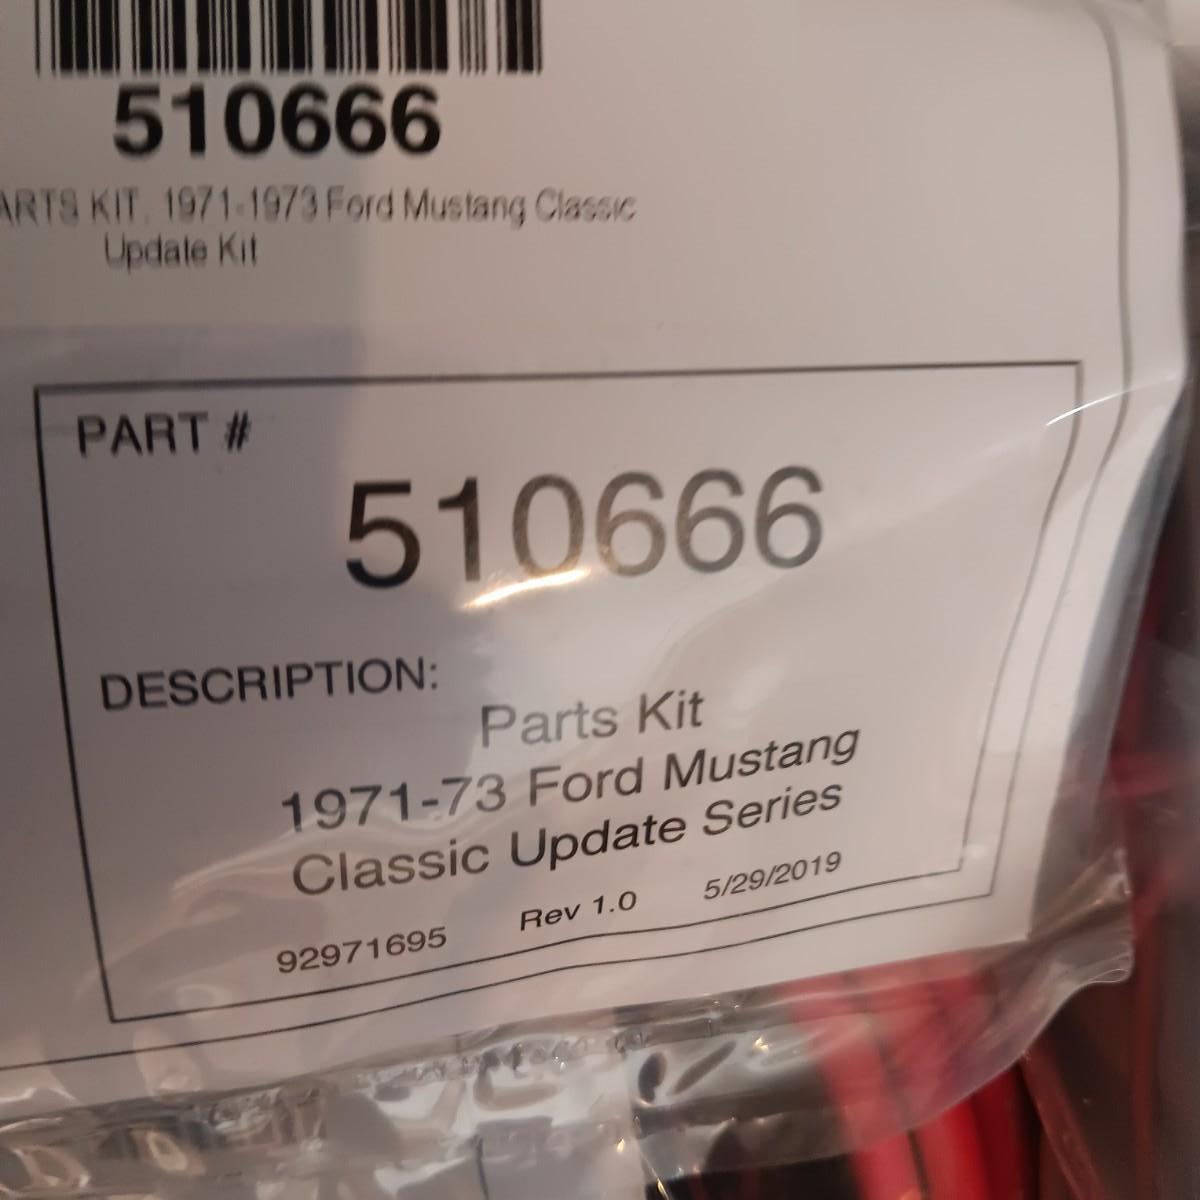 510666
ARTS KIT, 1971-1973 Ford Mustang Classic
Update Kit
PART #
510666
DESCRIPTION:
Parts Kit
1971-73 Ford Mustang
Classic Update Series
92971695 Rev 1.0 5/29/2019